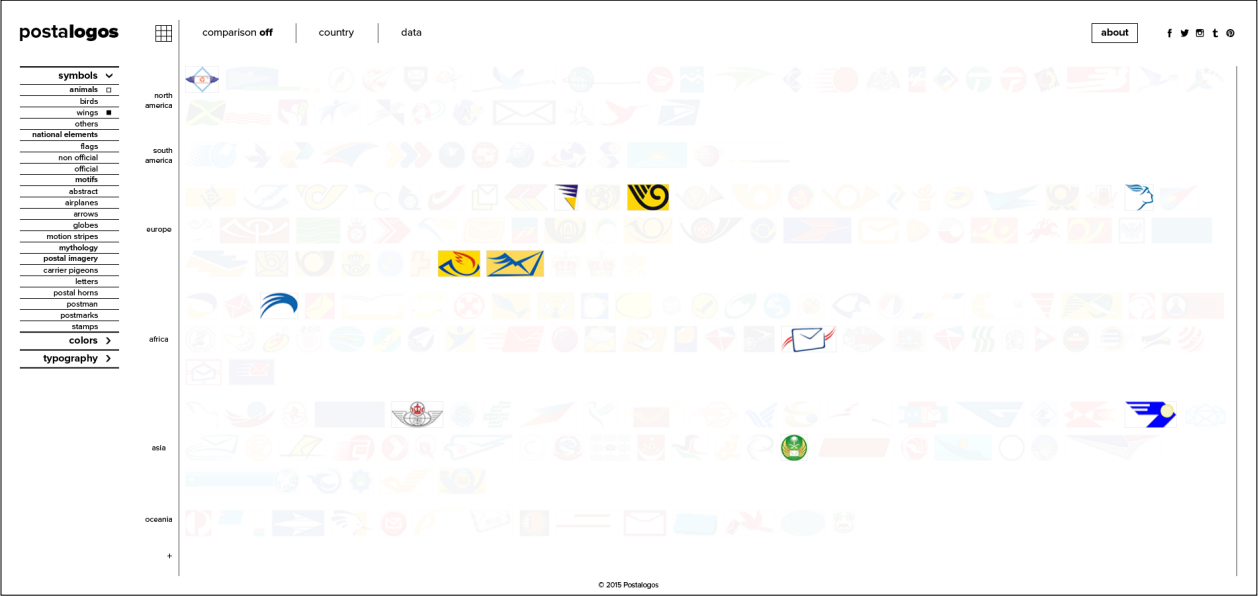 postalogos
comparison off
country
data
about
symbols
animals
birds
wings
others
national elements
flags
non official
official
motifs
abstract
airplanes
arrows
globes
motion stripes
mythology
postal imagery
carrier pigeons
letters
postal horns
postman
postmarks
stamps
colors
typography
north
america
south
america
europe
africa
asia
oceania
+
© 2015 Postalogos